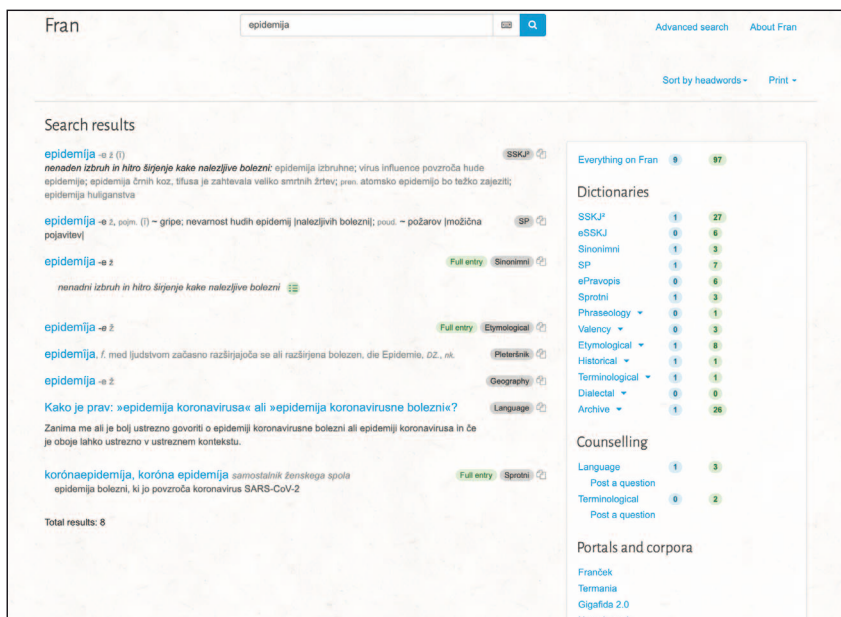 Fran
epidemija
Advanced search About Fran
Sort by headwords Print
Search results
epidemíja -e ž (ȋ) SSKJ²
nenaden izbruh in hitro širjenje kake nalezljive bolezni: epidemija izbruhne; virus influence povzroča hude
epidemije; epidemija črnih koz, tifusa je zahtevala veliko smrtnih žrtev; pren. atomsko epidemijo bo težko zajeziti;
epidemija huliganstva
epidemíja -e ž, pojm. (ȋ) ~ gripe; nevarnost hudih epidemij |nalezljivih bolezni|; poud. ~ požarov |možična SP
pojavitev|
epidemíja -e ž Full entry Sinonimni
nenadni izbruh in hitro širjenje kake nalezljive bolezni
epidemȋja -e ž Full entry Etymological
epidemija, f. med ljudstvom začasno razširjajoča se ali razširjena bolezen, die Epidemie, DZ., nk. Pleteršnik
epidemíja -e ž Geography
Kako je prav: »epidemija koronavirusa« ali »epidemija koronavirusne bolezni«? Language
Zanima me ali je bolj ustrezno govoriti o epidemiji koronavirusne bolezni ali epidemiji koronavirusa in če
je oboje lahko ustrezno v ustreznem kontekstu.
korónaepidemíja, koróna epidemíja samostalnik ženskega spola Full entry Sprotni
epidemija bolezni, ki jo povzroča koronavirus SARS-CoV-2
Total results: 8
Everything on Fran 9 97
Dictionaries
SSKJ² 1 27
eSSKJ 0 6
Sinonimni 1 3
SP 1 7
ePravopis 0 6
Sprotni 1 3
Phraseology 0 1
Valency 0 3
Etymological 1 8
Historical 1 1
Terminological 1 1
Dialectal 0 0
Archive 1 26
Counselling
Language 1 3
Post a question
Terminological 0 2
Post a question
Portals and corpora
Franček
Termania
Gigafida 2.0